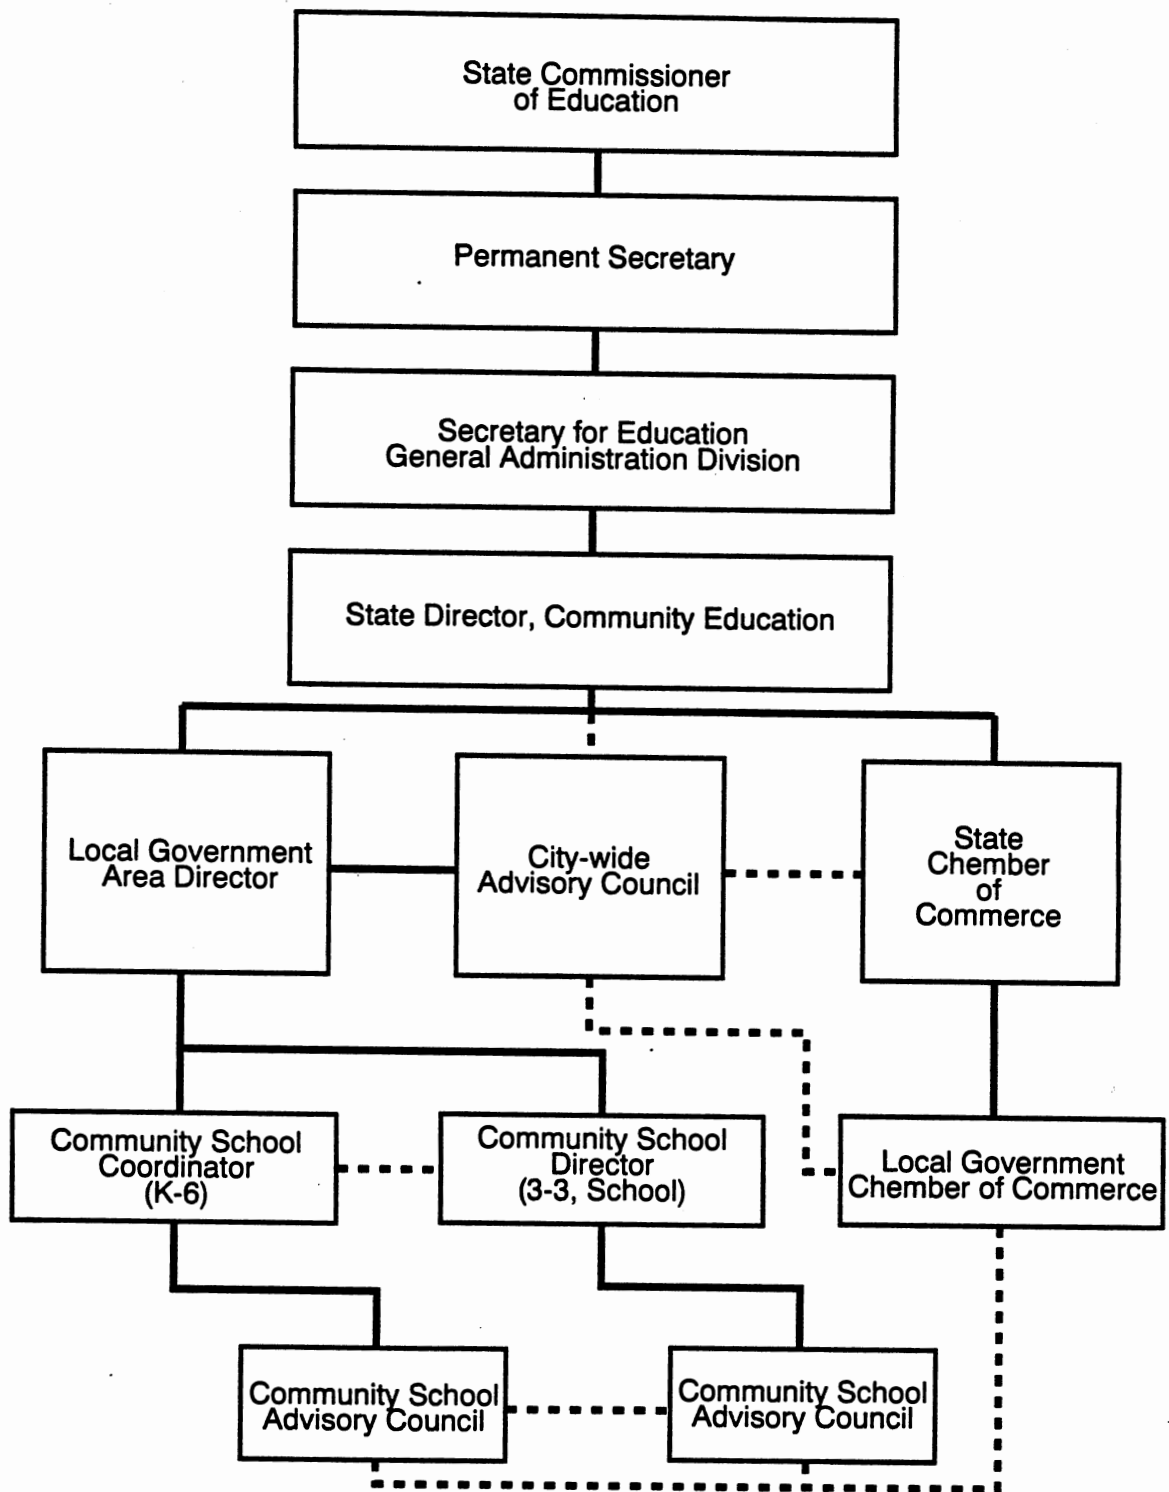 State Commissioner
of Education
Permanent Secretary
Secretary for Education
General Administration Division
State Director, Community Education
Local Government
Area Director
City-wide
Advisory Council
State
Chember
of
Commerce
Community School
Coordinator
(K-6)
Community School
Director
(3-3, School)
Local Government
Chember of Commerce
Community School
Advisory Council
Community School
Advisory Council